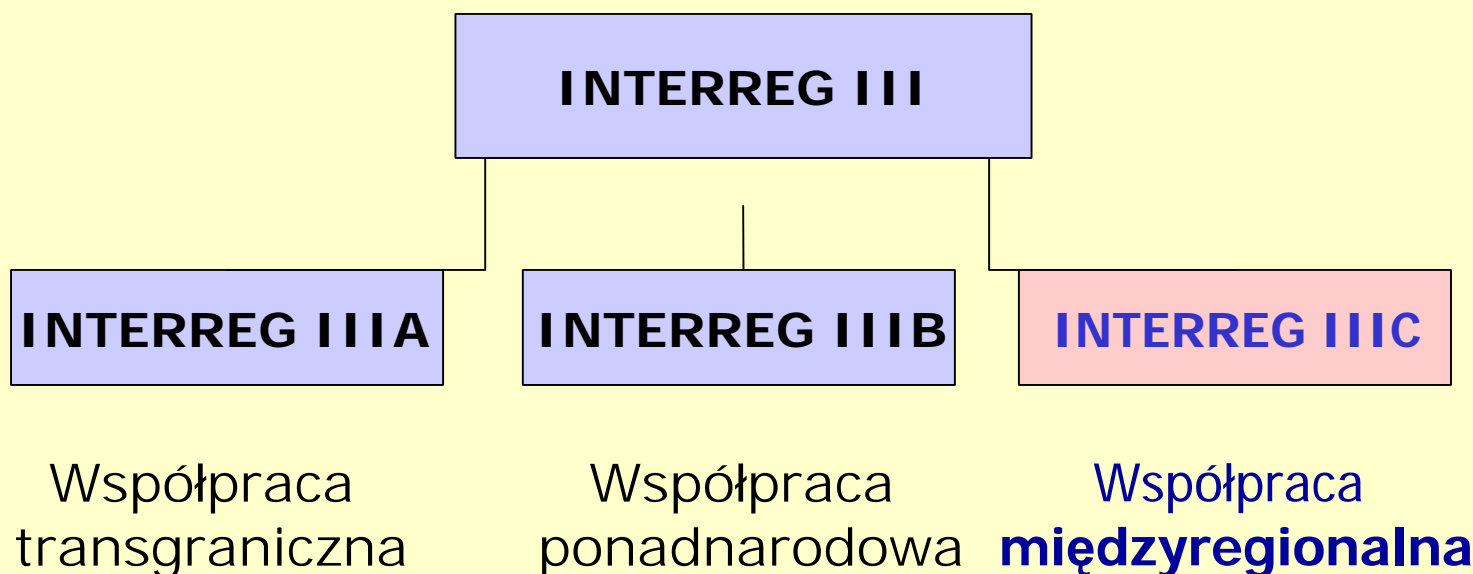 INTERREG III
INTERREG IIIA
INTERREG IIIB
INTERREG IIIC
Współpraca
transgraniczna
Współpraca
ponadnarodowa
Współpraca
międzyregionalna